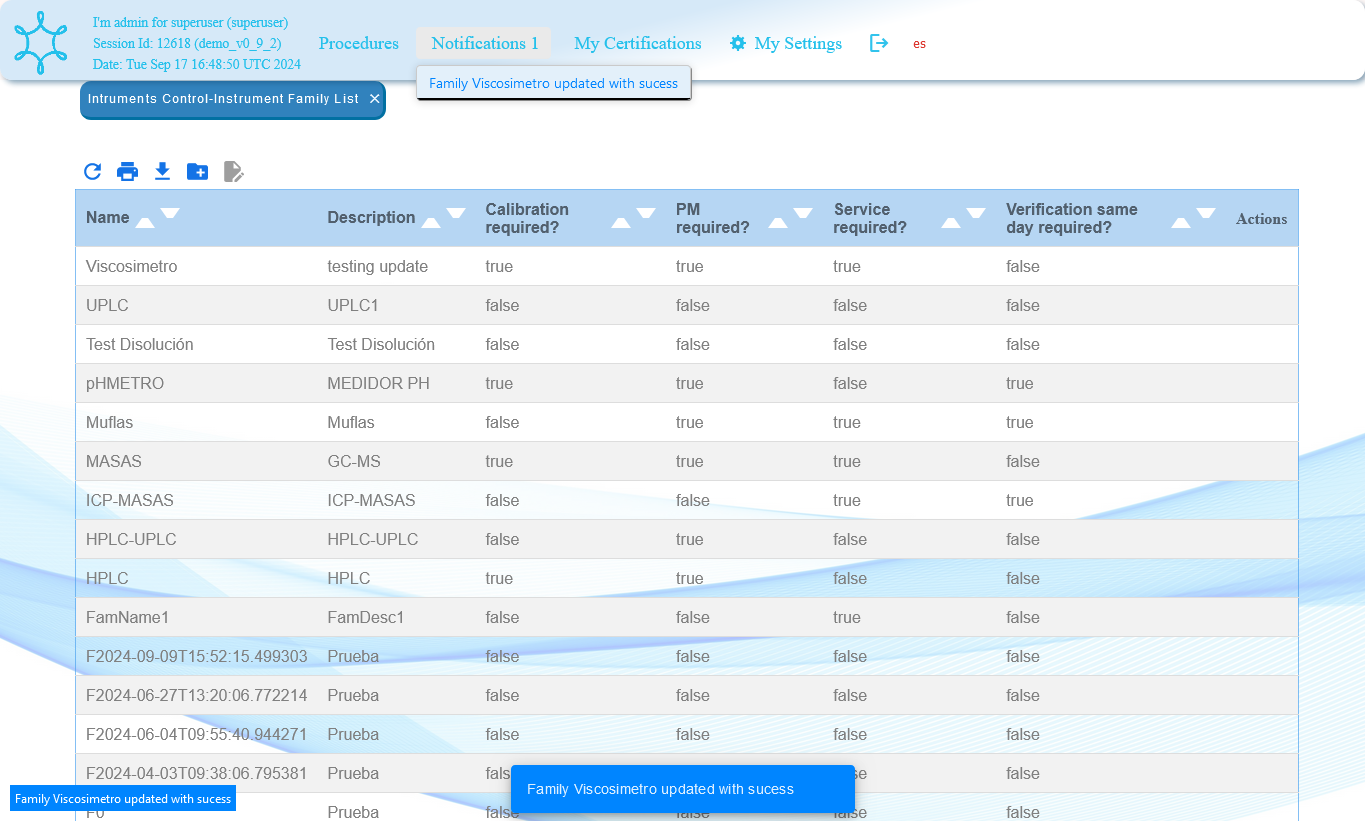 I'm admin for superuser (superuser)
Session Id: 12618 (demo_v0_9_2)
Date: Tue Sep 17 16:48:50 UTC 2024
Procedures
Notifications 1
My Certifications
My Settings
es
Family Viscosimetro updated with sucess
Intruments Control-Instrument Family List ✕
Name Description Calibration required? PM required? Service required? Verification same day required? Actions
Viscosimetro testing update true true true false
UPLC UPLC1 false false false false
Test Disolución Test Disolución false false false false
pHMETRO MEDIDOR PH true true false true
Muflas Muflas false true true true
MASAS GC-MS true true true false
ICP-MASAS ICP-MASAS false false true true
HPLC-UPLC HPLC-UPLC false true false false
HPLC HPLC true true false false
FamName1 FamDesc1 false false true false
F2024-09-09T15:52:15.499303 Prueba false false false false
F2024-06-27T13:20:06.772214 Prueba false false false false
F2024-06-04T09:55:40.944271 Prueba false false false false
F2024-04-03T09:38:06.795381 Prueba false
Family Viscosimetro updated with sucess
Family Viscosimetro updated with sucess
F0 Prueba false false false false